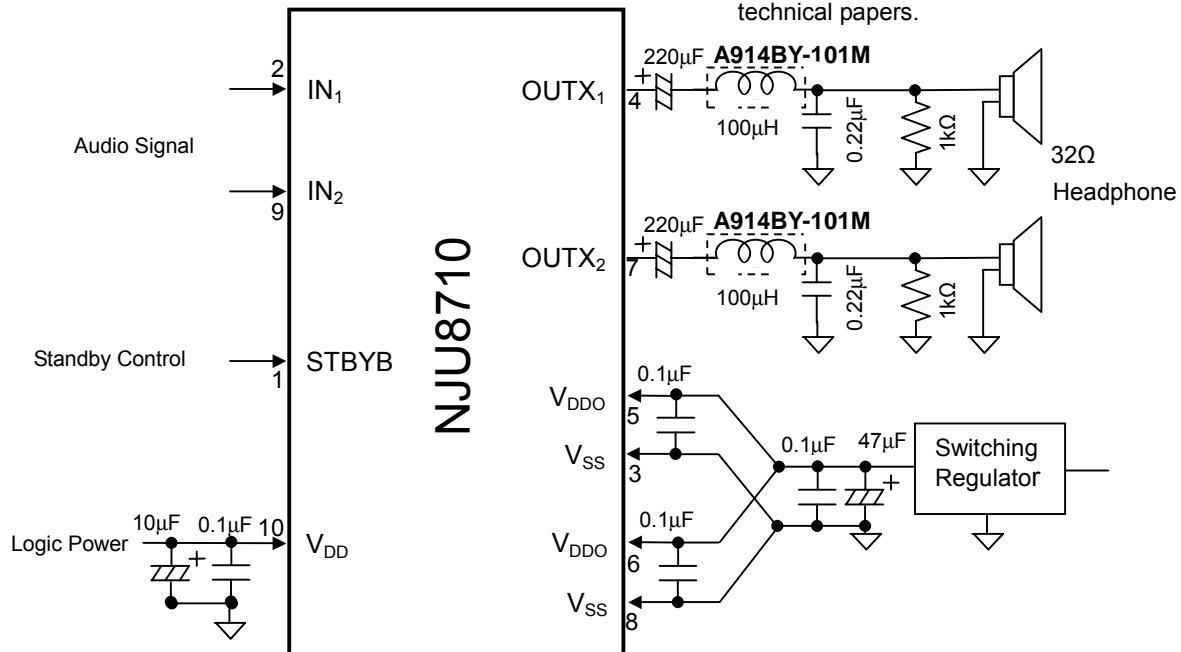 technical papers.
220μF
A914BY-101M
2
IN1
OUTX1
+
4
100μH
0.22μF
1kΩ
32Ω
Headphone
Audio Signal
IN2
9
220μF
A914BY-101M
OUTX2
+
7
100μH
0.22μF
1kΩ
NJU8710
Standby Control
STBYB
1
0.1μF
VDDO
5
VSS
3
0.1μF
47μF
+
Switching
Regulator
0.1μF
VDDO
6
VSS
8
Logic Power
10μF
0.1μF
10
VDD
+